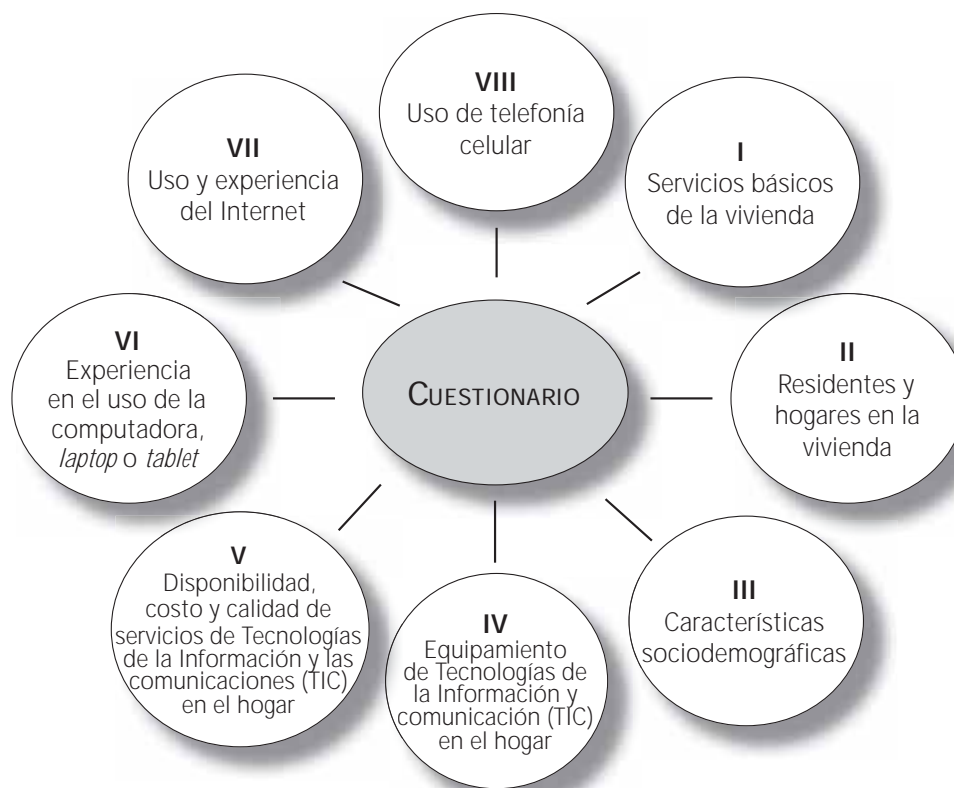 VIII
Uso de telefonía
celular
I
Servicios básicos
de la vivienda
II
Residentes y
hogares en la
vivienda
III
Características
sociodemográficas
IV
Equipamiento
de Tecnologías de
la Información y
comunicación (TIC)
en el hogar
V
Disponibilidad,
costo y calidad de
servicios de Tecnologías
de la Información y las
comunicaciones (TIC)
en el hogar
VI
Experiencia
en el uso de la
computadora,
laptop o tablet
VII
Uso y experiencia
del Internet
CUESTIONARIO